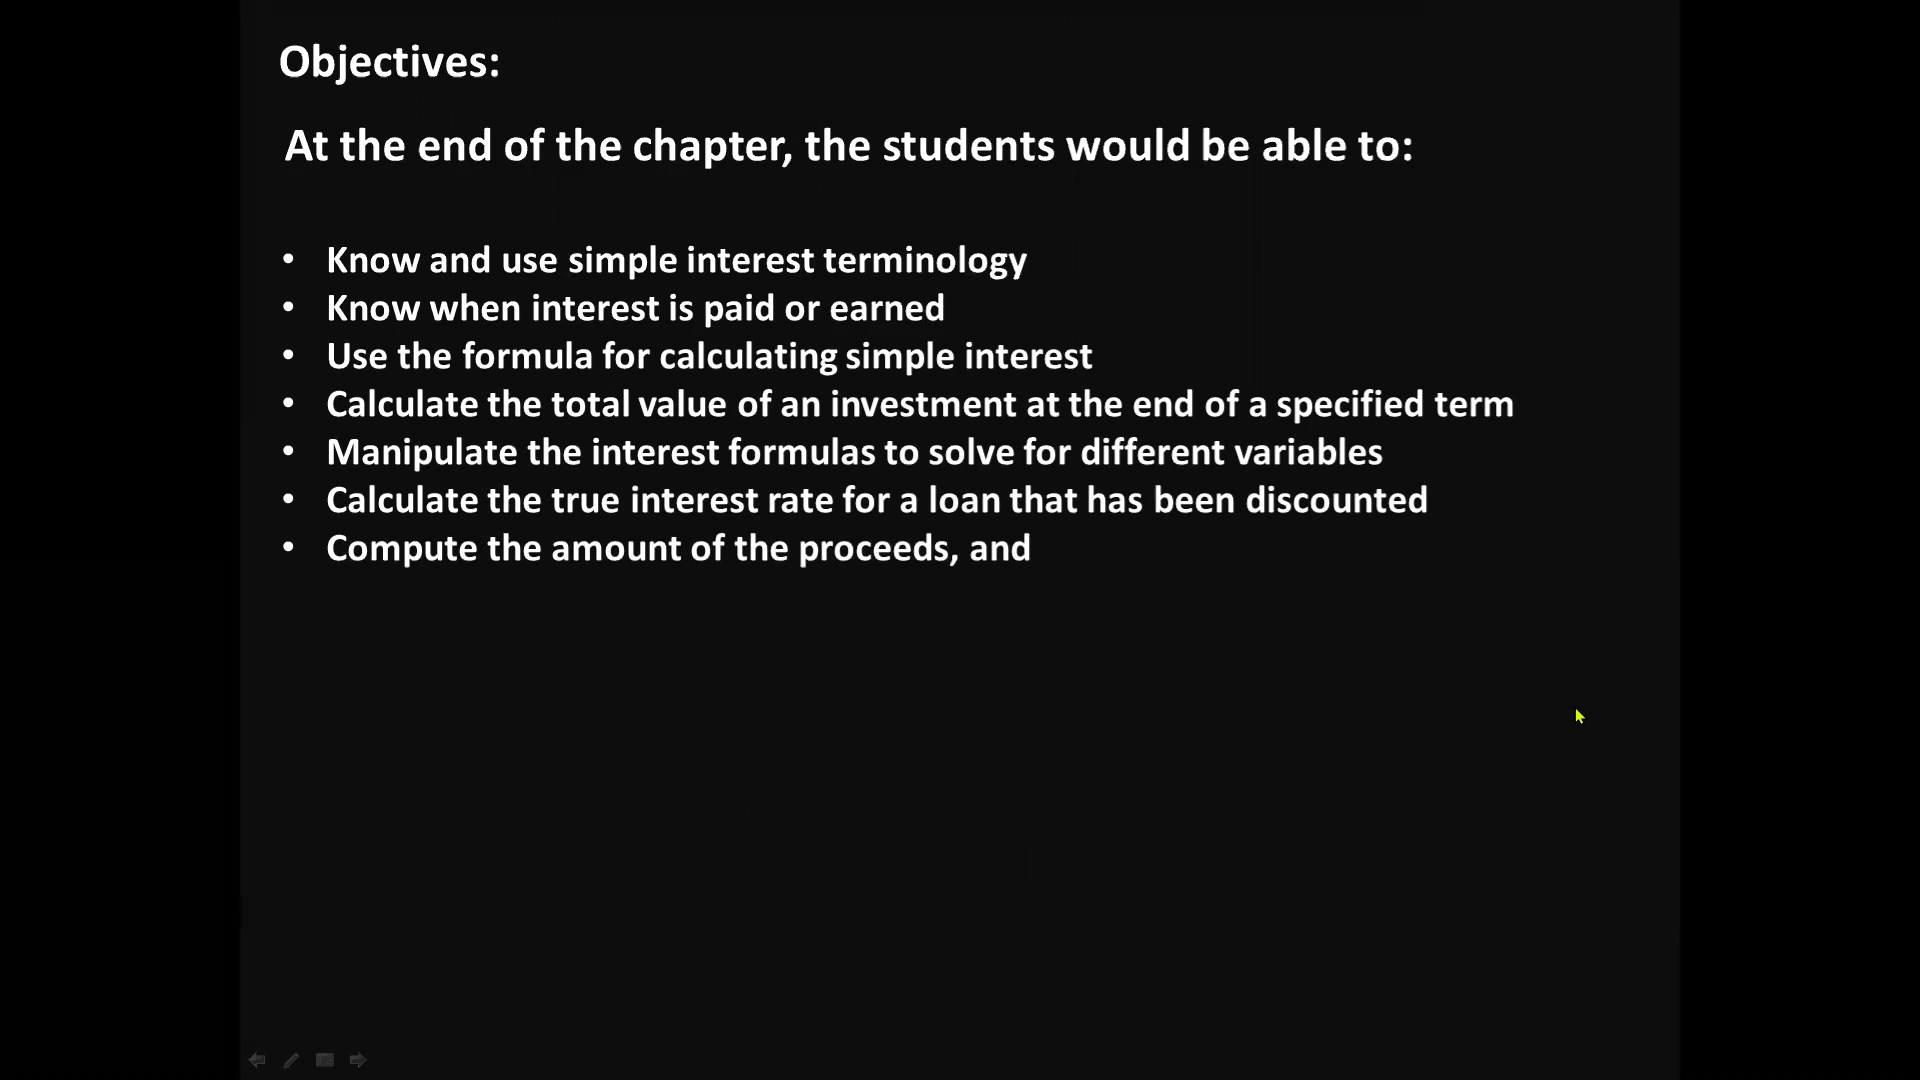 Objectives:
At the end of the chapter, the students would be able to:
• Know and use simple interest terminology
• Know when interest is paid or earned
• Use the formula for calculating simple interest
• Calculate the total value of an investment at the end of a specified term
• Manipulate the interest formulas to solve for different variables
• Calculate the true interest rate for a loan that has been discounted
• Compute the amount of the proceeds, and